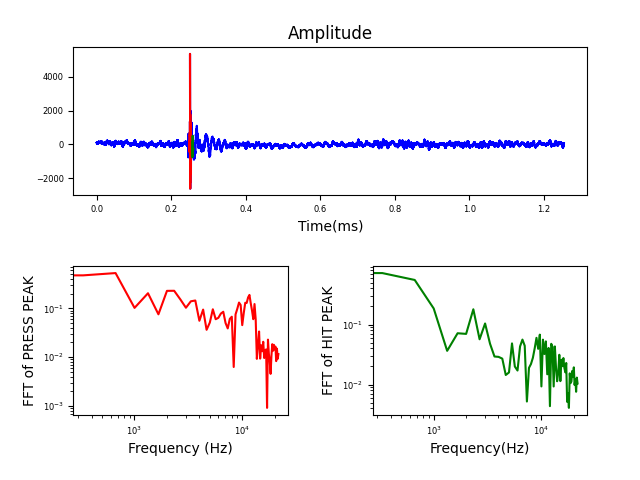 Amplitude
4000
2000
0
−2000
0.0 0.2 0.4 0.6 0.8 1.0 1.2
Time(ms)
FFT of PRESS PEAK
10⁻¹
10⁻²
10⁻³
10³ 10⁴
Frequency (Hz)
FFT of HIT PEAK
10⁻¹
10⁻²
10³ 10⁴
Frequency(Hz)